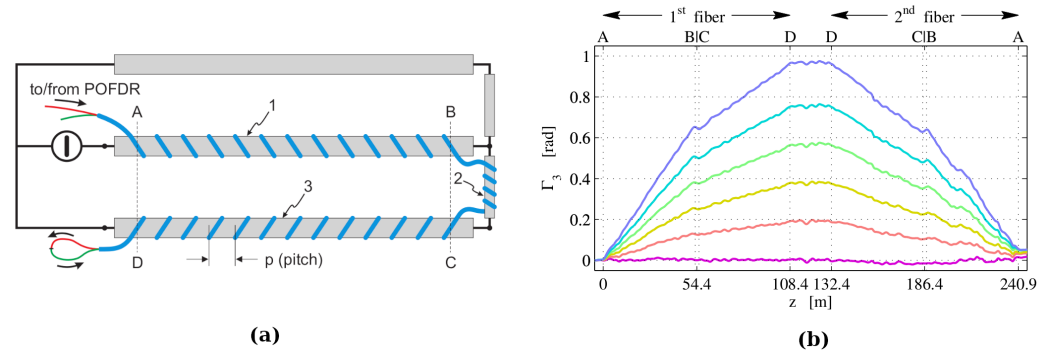 to/from POFDR
A
1
B
2
3
D
p (pitch)
C
(a)
1st fiber
2nd fiber
A B|C D D C|B A
1
0.8
0.6
0.4
0.2
0
Γ3 [rad]
0 54.4 108.4 132.4 186.4 240.9
z [m]
(b)